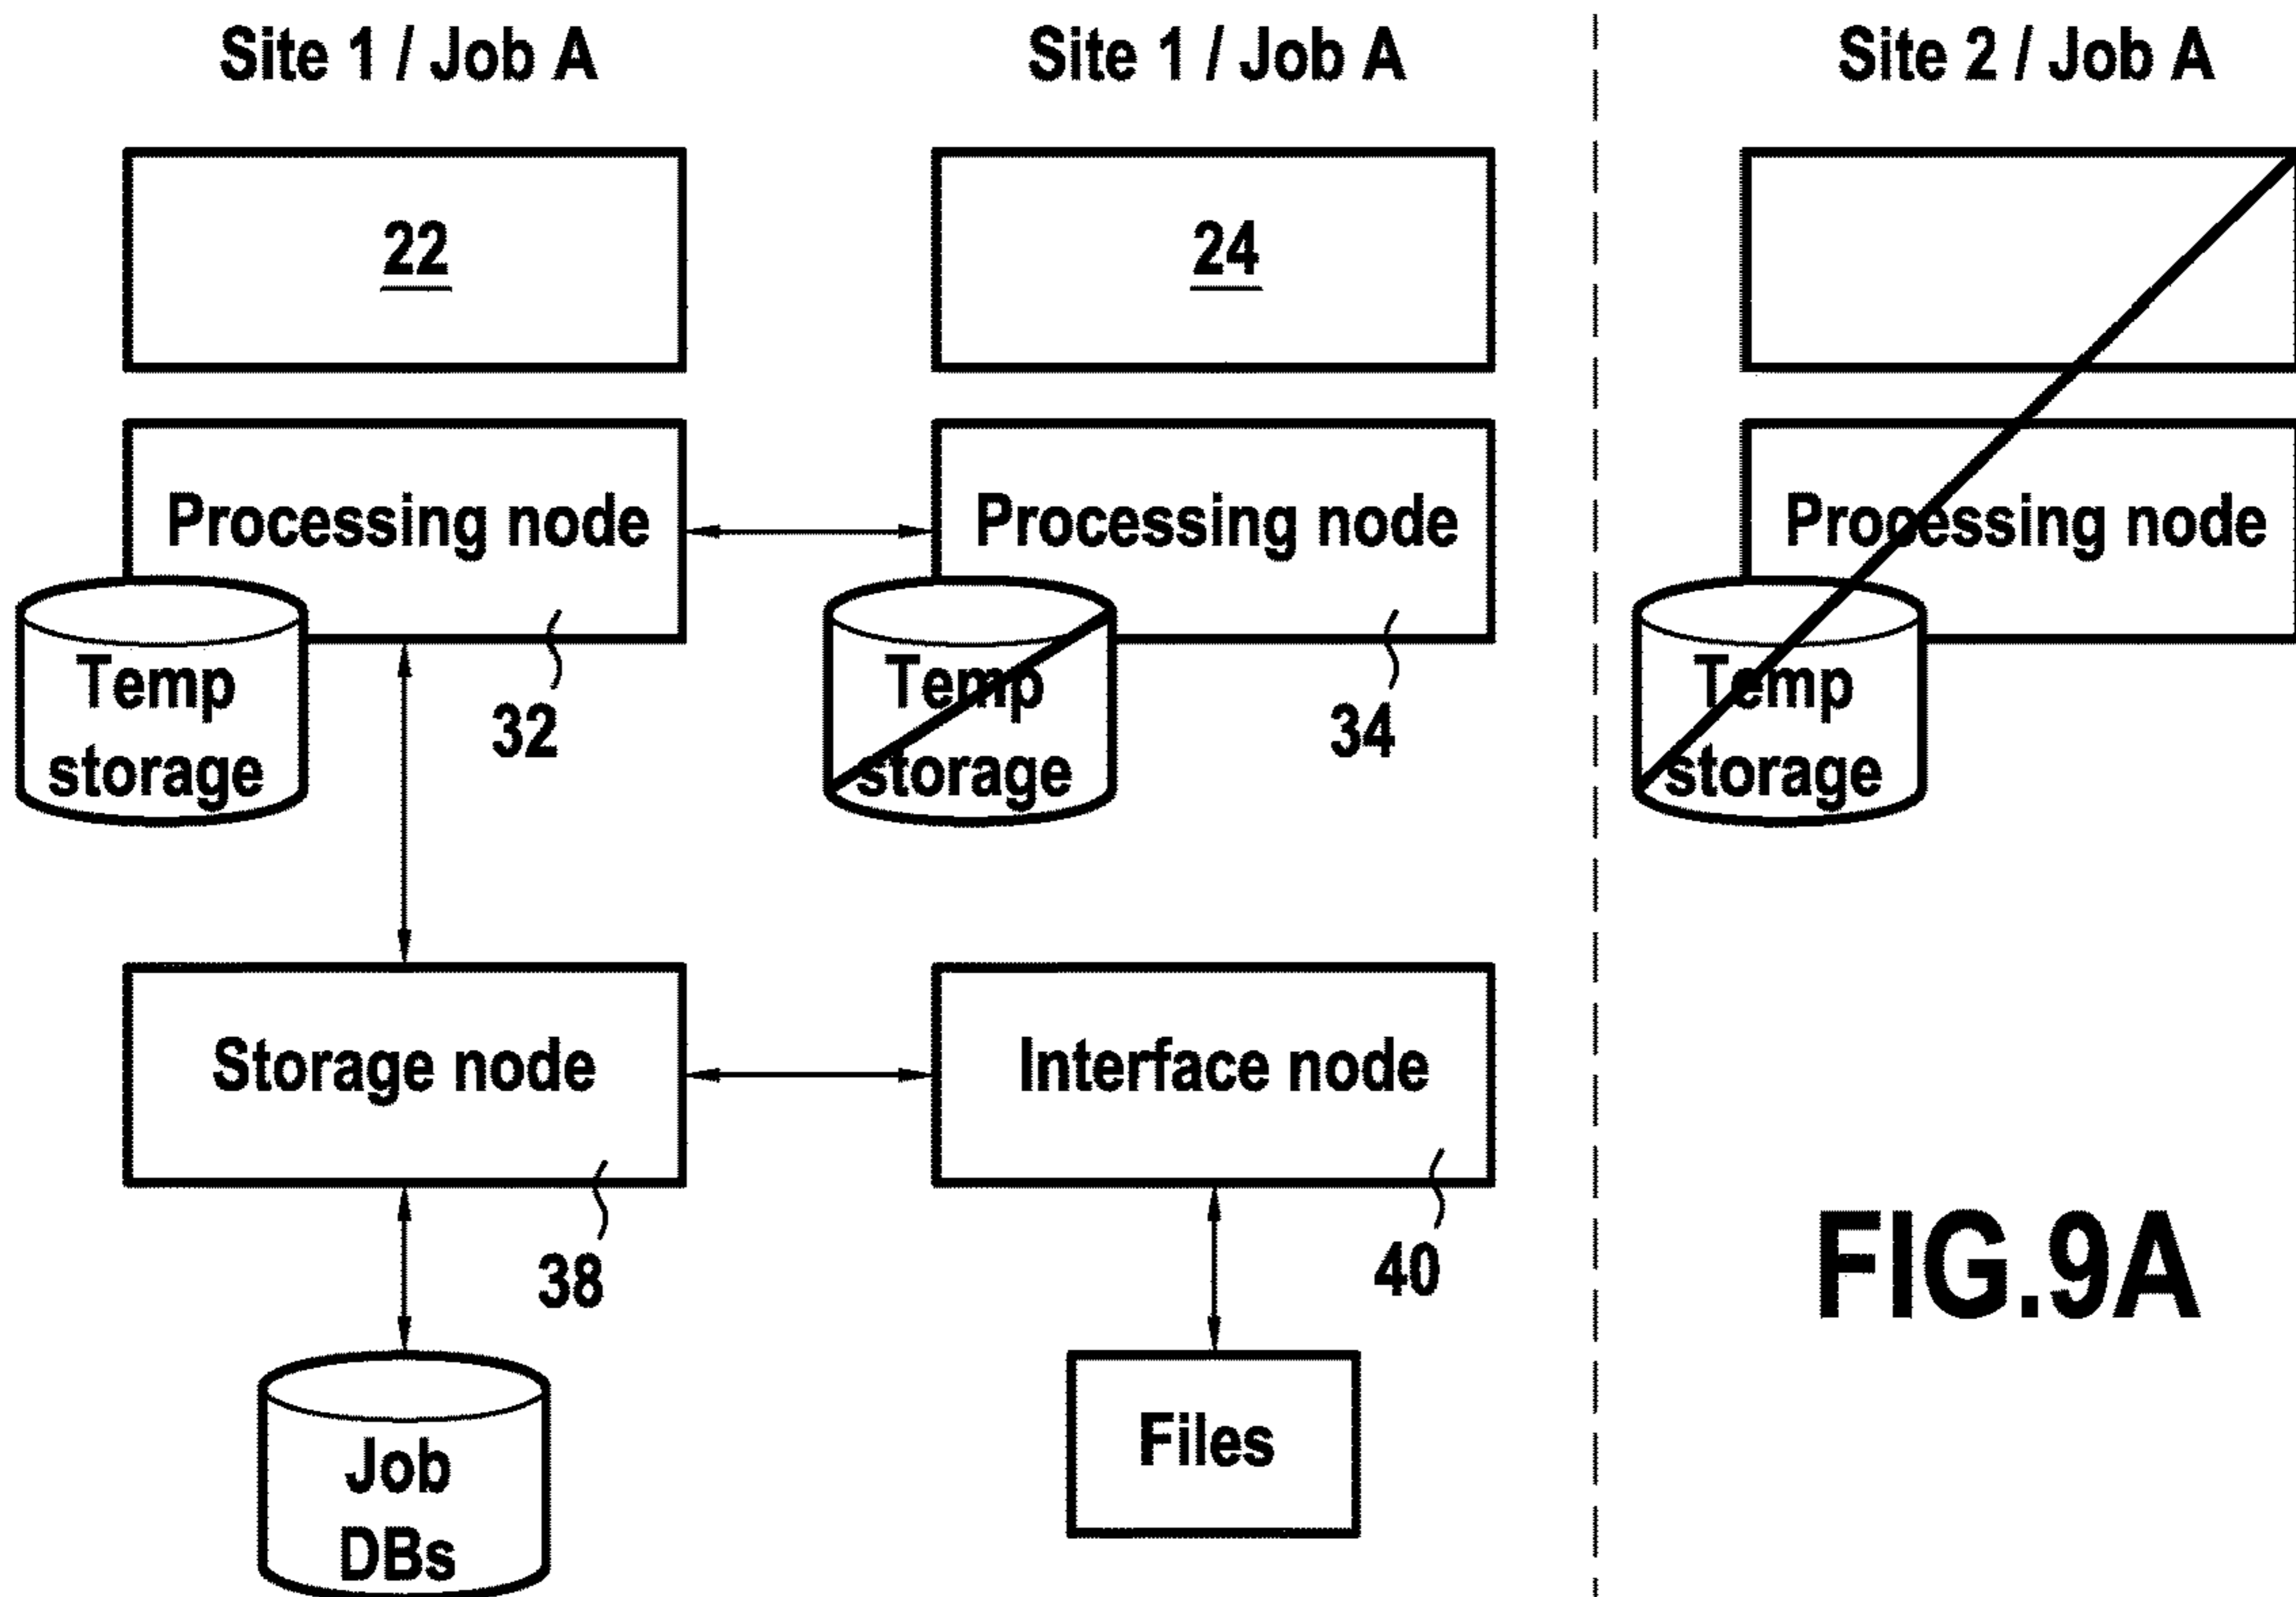 Site 1 / Job A
Site 1 / Job A
Site 2 / Job A
22
24
Processing node
Processing node
Processing node
Temp
storage
32
Temp
storage
34
Temp
storage
Storage node
Interface node
38
40
FIG.9A
Job
DBs
Files